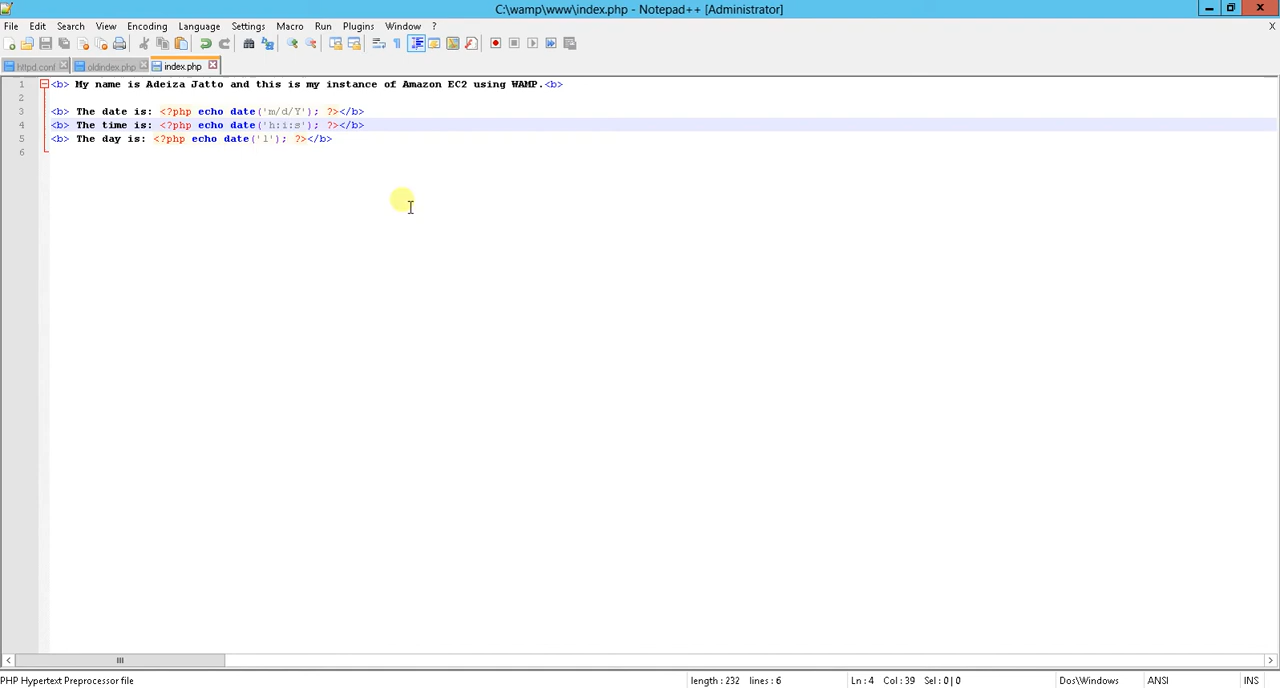 C:\wamp\www\index.php - Notepad++ [Administrator]
File Edit Search View Encoding Language Settings Macro Run Plugins Window ? X
httpd.conf oldindex.php index.php
1 <b> My name is Adeiza Jatto and this is my instance of Amazon EC2 using WAMP.<b>
2
3 <b> The date is: <?php echo date('m/d/Y'); ?></b>
4 <b> The time is: <?php echo date('h:i:s'); ?></b>
5 <b> The day is: <?php echo date('l'); ?></b>
6
PHP Hypertext Preprocessor file length : 232 lines : 6 Ln : 4 Col : 39 Sel : 0 | 0 Dos\Windows ANSI INS